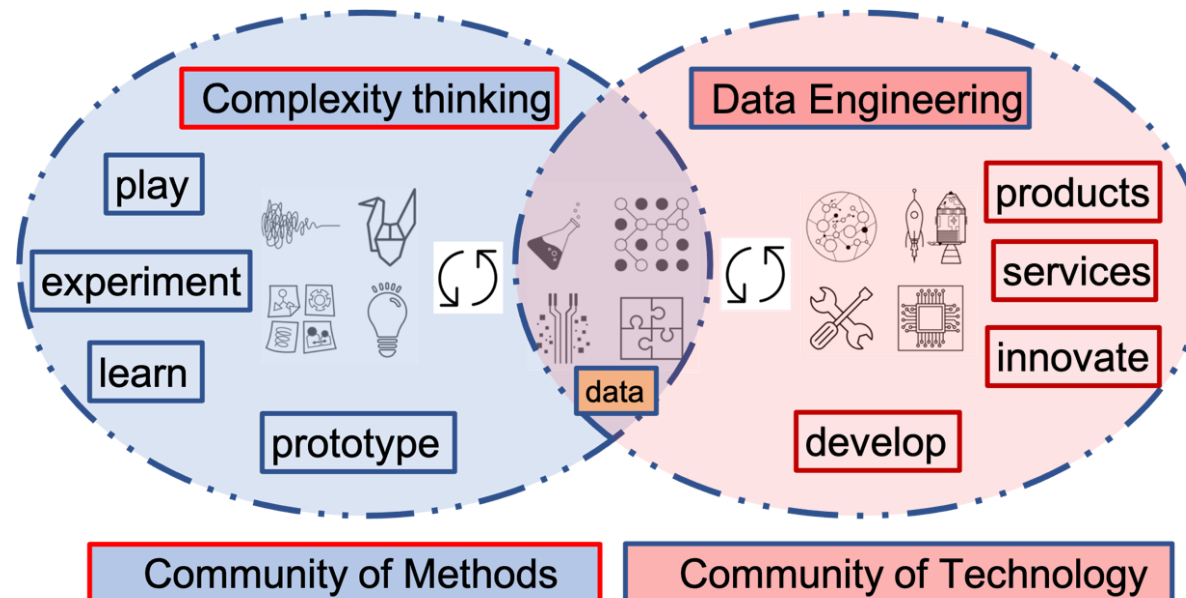 Complexity thinking
Data Engineering
play
experiment
learn
prototype
data
products
services
innovate
develop
Community of Methods
Community of Technology